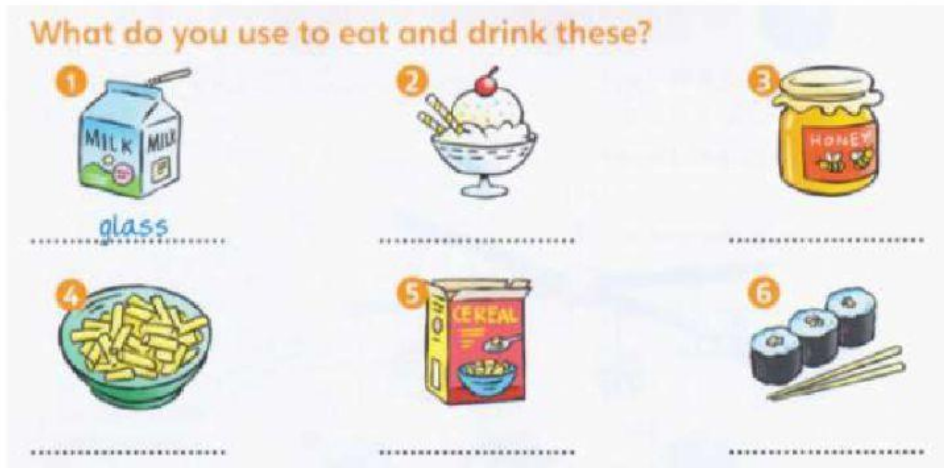 What do you use to eat and drink these?
1
2
3
MILK
MILK
HONEY
glass
4
5
6
CEREAL